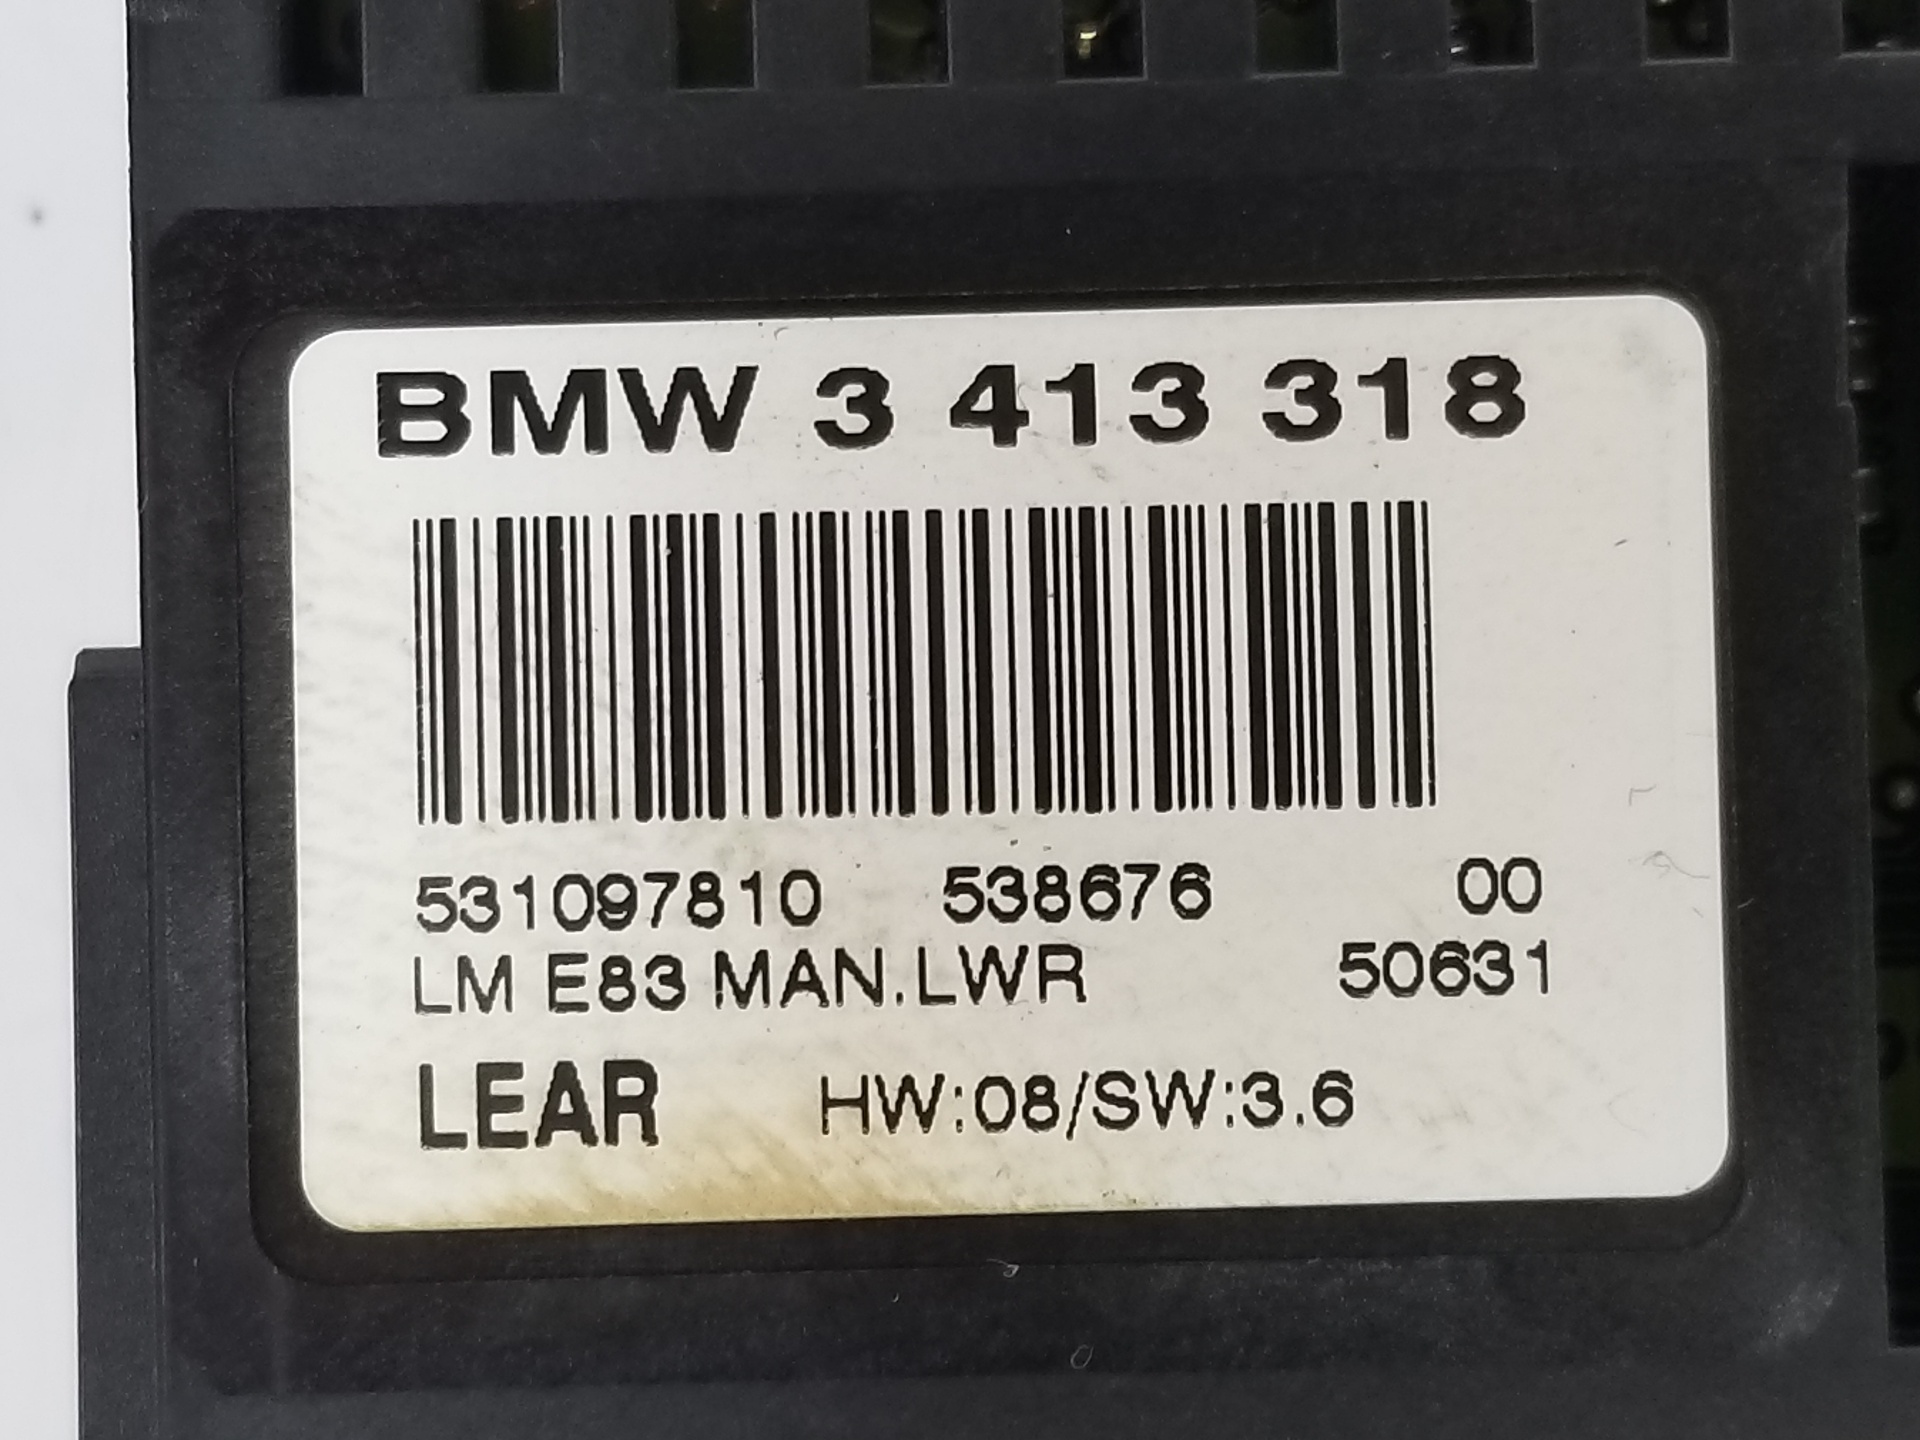 BMW 3 413 318
531097810 538676 00
LM E83 MAN.LWR 50631
LEAR HW:08/SW:3.6